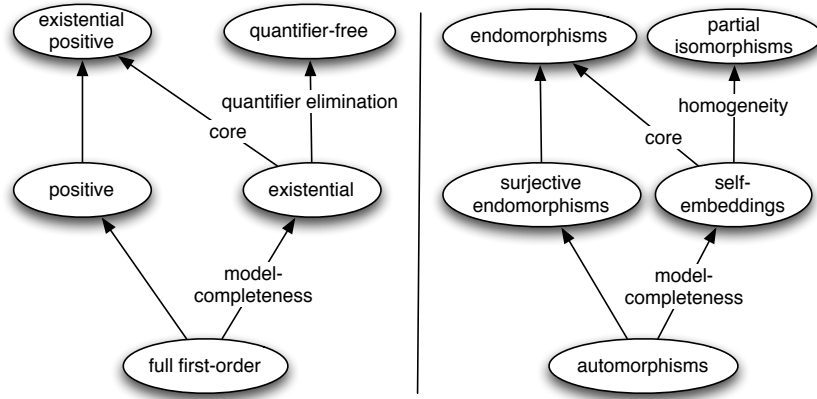 existential
positive
quantifier-free
quantifier elimination
core
positive
existential
model-
completeness
full first-order
endomorphisms
partial
isomorphisms
homogeneity
core
surjective
endomorphisms
self-
embeddings
model-
completeness
automorphisms